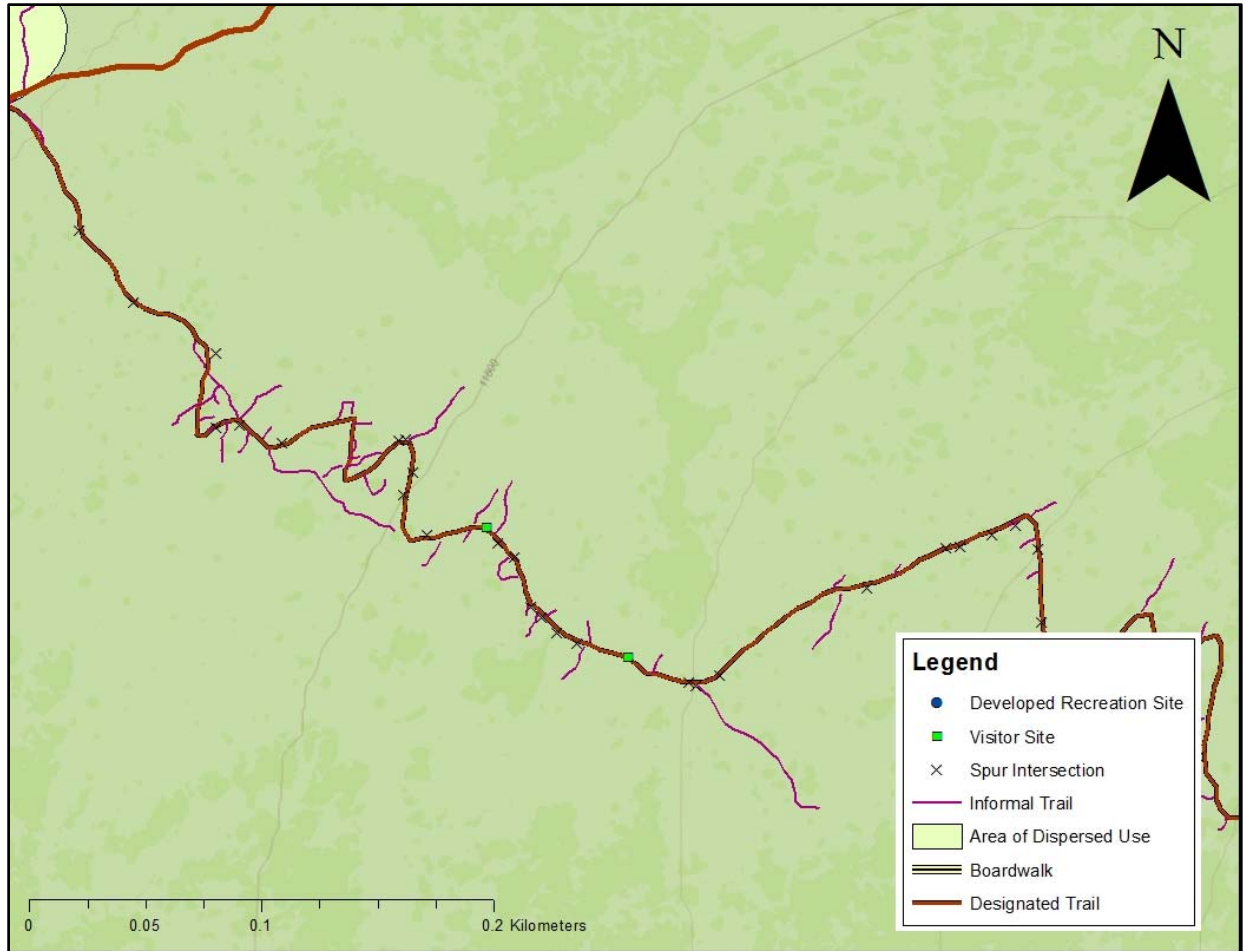 N
11600
Legend
Developed Recreation Site
Visitor Site
Spur Intersection
Informal Trail
Area of Dispersed Use
Boardwalk
Designated Trail
0 0.05 0.1 0.2 Kilometers